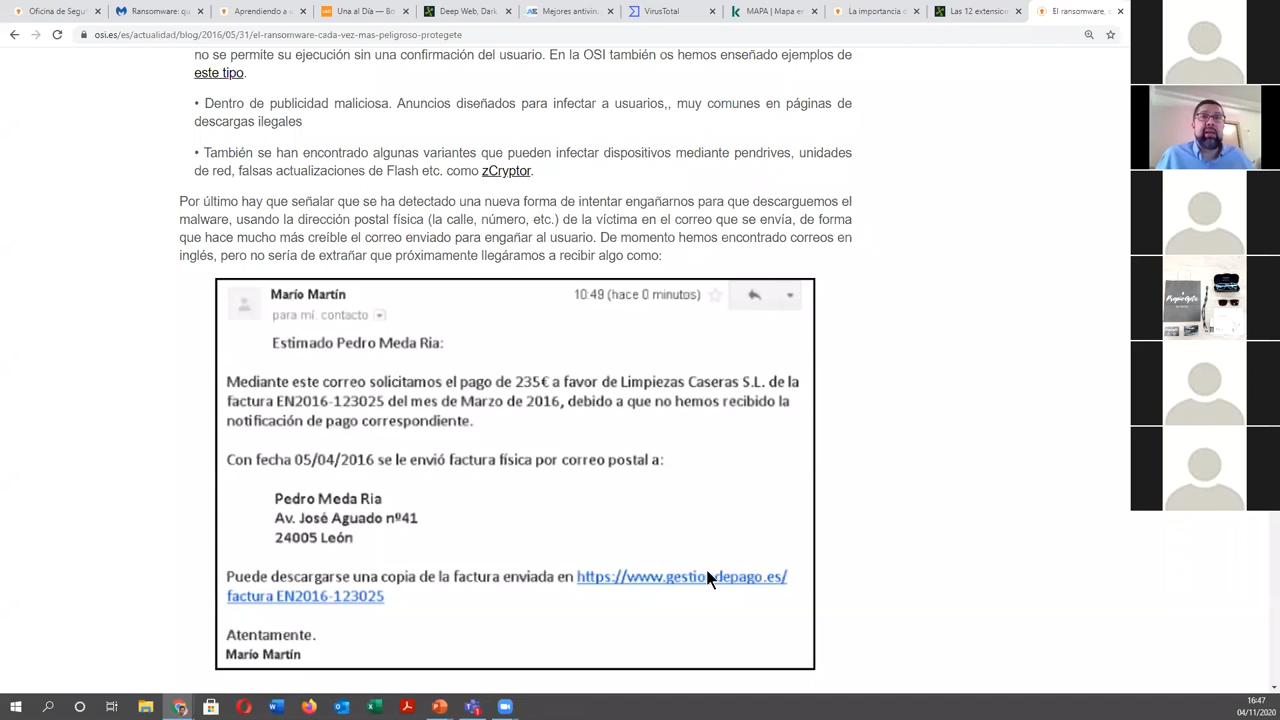 Oficina de Segu
Ransomware: qu
Aprendiendo a
Una al Día — Bo
Deep Web, Dark
Mejores antiviru
VirusTotal
MAPA | Mapa en
La importancia d
Las 12 extension
El ransomware, c
osi.es/es/actualidad/blog/2016/05/31/el-ransomware-cada-vez-mas-peligroso-protegete
no se permite su ejecución sin una confirmación del usuario. En la OSI también os hemos enseñado ejemplos de
este tipo.
• Dentro de publicidad maliciosa. Anuncios diseñados para infectar a usuarios,, muy comunes en páginas de
descargas ilegales
• También se han encontrado algunas variantes que pueden infectar dispositivos mediante pendrives, unidades
de red, falsas actualizaciones de Flash etc. como zCryptor.
Por último hay que señalar que se ha detectado una nueva forma de intentar engañarnos para que descarguemos el
malware, usando la dirección postal física (la calle, número, etc.) de la víctima en el correo que se envía, de forma
que hace mucho más creíble el correo enviado para engañar al usuario. De momento hemos encontrado correos en
inglés, pero no sería de extrañar que próximamente llegáramos a recibir algo como:
Marío Martín
10:49 (hace 0 minutos)
para mí. contacto
Estimado Pedro Meda Ria:
Mediante este correo solicitamos el pago de 235€ a favor de Limpiezas Caseras S.L. de la
factura EN2016-123025 del mes de Marzo de 2016, debido a que no hemos recibido la
notificación de pago correspondiente.
Con fecha 05/04/2016 se le envió factura física por correo postal a:
Pedro Meda Ria
Av. José Aguado nº41
24005 León
Puede descargarse una copia de la factura enviada en https://www.gestiondepago.es/
factura EN2016-123025
Atentamente.
Marío Martín
16:47
04/11/2020